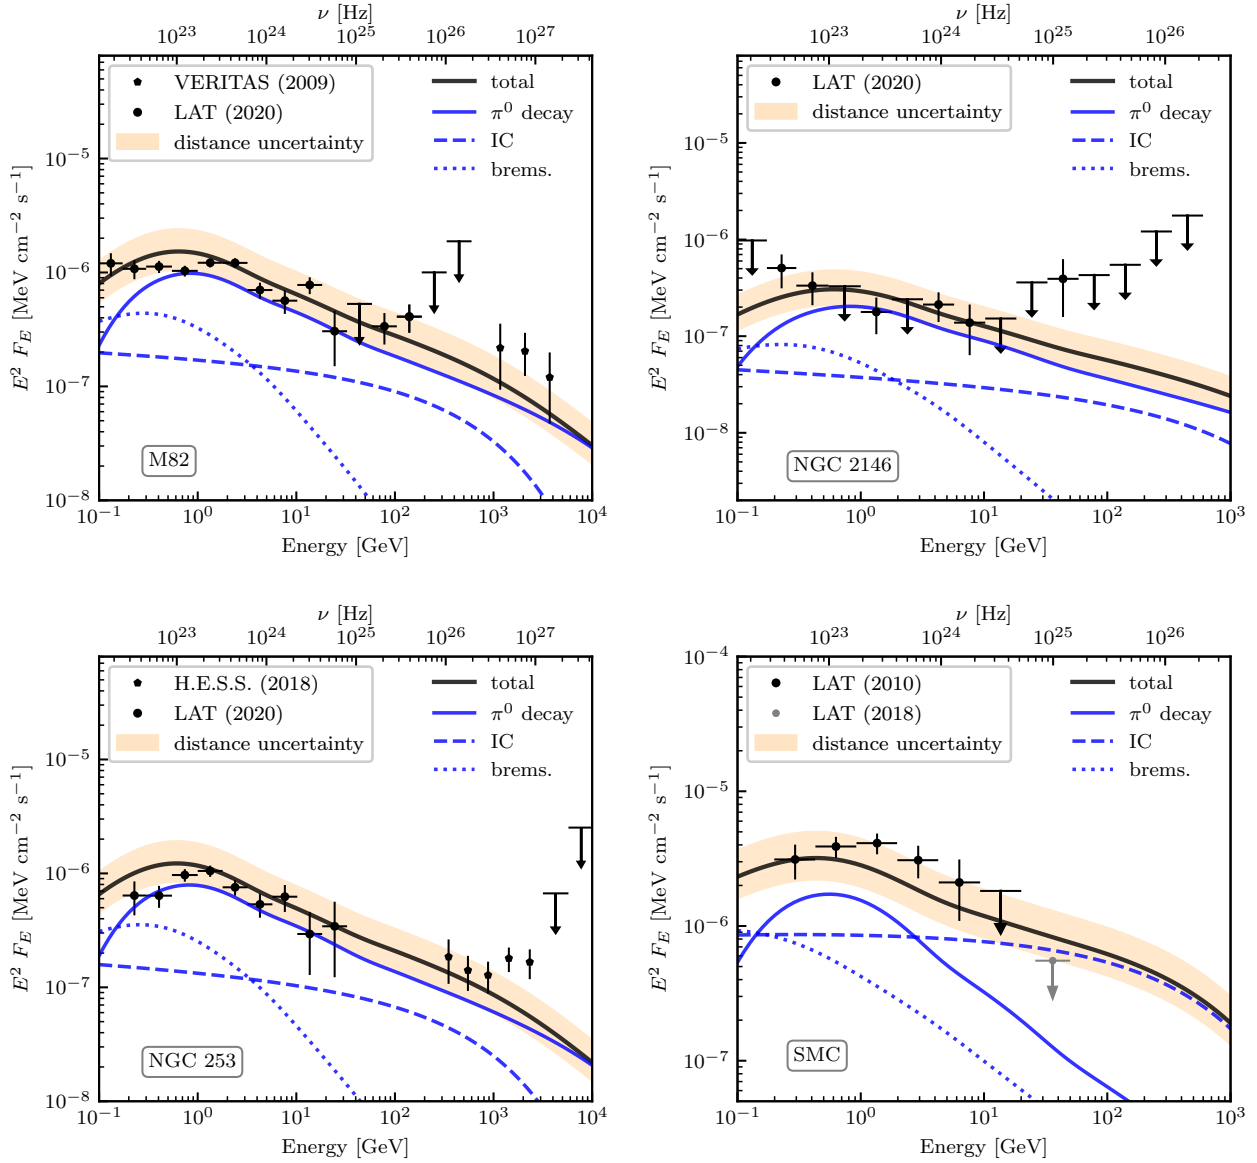 ν [Hz]
10^23 10^24 10^25 10^26 10^27
VERITAS (2009)
LAT (2020)
distance uncertainty
total
π^0 decay
IC
brems.
10^−5
10^−6
10^−7
10^−8
E^2 F_E [MeV cm^−2 s^−1]
M82
10^−1 10^0 10^1 10^2 10^3 10^4
Energy [GeV]
ν [Hz]
10^23 10^24 10^25 10^26
LAT (2020)
distance uncertainty
total
π^0 decay
IC
brems.
10^−5
10^−6
10^−7
10^−8
E^2 F_E [MeV cm^−2 s^−1]
NGC 2146
10^−1 10^0 10^1 10^2 10^3
Energy [GeV]
ν [Hz]
10^23 10^24 10^25 10^26 10^27
H.E.S.S. (2018)
LAT (2020)
distance uncertainty
total
π^0 decay
IC
brems.
10^−5
10^−6
10^−7
10^−8
E^2 F_E [MeV cm^−2 s^−1]
NGC 253
10^−1 10^0 10^1 10^2 10^3 10^4
Energy [GeV]
ν [Hz]
10^23 10^24 10^25 10^26
LAT (2010)
LAT (2018)
distance uncertainty
total
π^0 decay
IC
brems.
10^−4
10^−5
10^−6
10^−7
E^2 F_E [MeV cm^−2 s^−1]
SMC
10^−1 10^0 10^1 10^2 10^3
Energy [GeV]